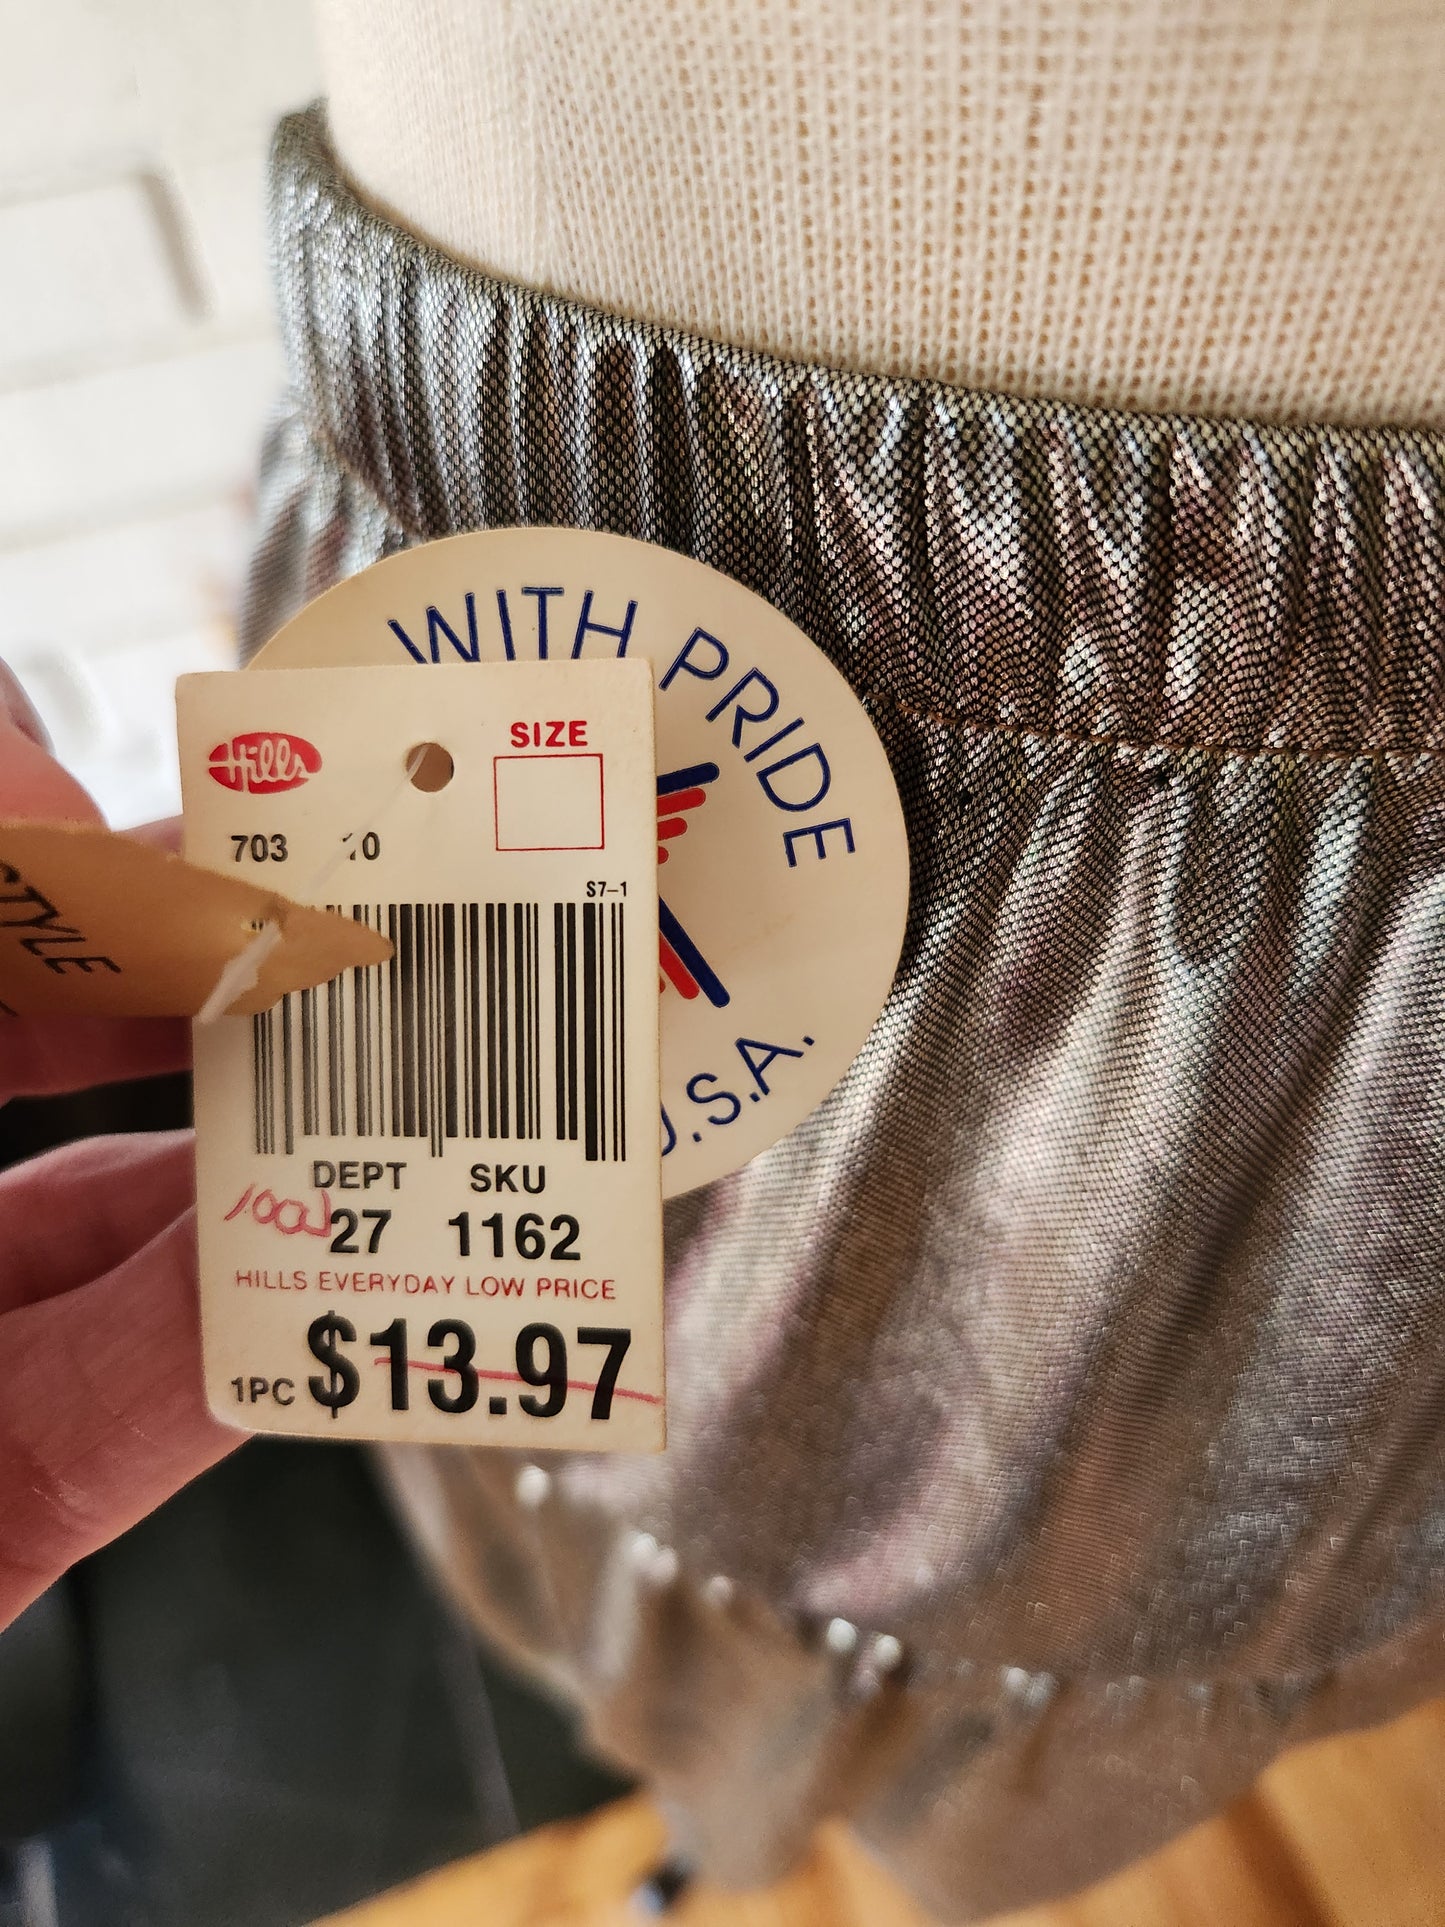 WITH PRIDE
Hills
SIZE
703 10
S7-1
STYLE
U.S.A.
DEPT SKU
27 1162
HILLS EVERYDAY LOW PRICE
1PC $13.97